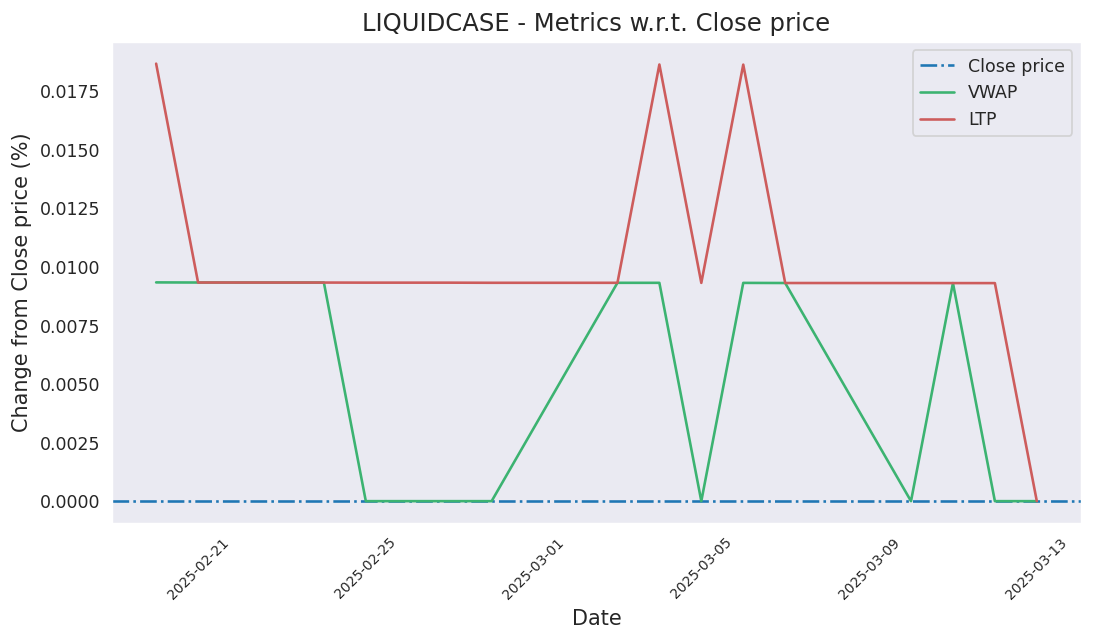 LIQUIDCASE - Metrics w.r.t. Close price
Close price
VWAP
LTP
Change from Close price (%)
0.0175
0.0150
0.0125
0.0100
0.0075
0.0050
0.0025
0.0000
2025-02-21
2025-02-25
2025-03-01
2025-03-05
2025-03-09
2025-03-13
Date